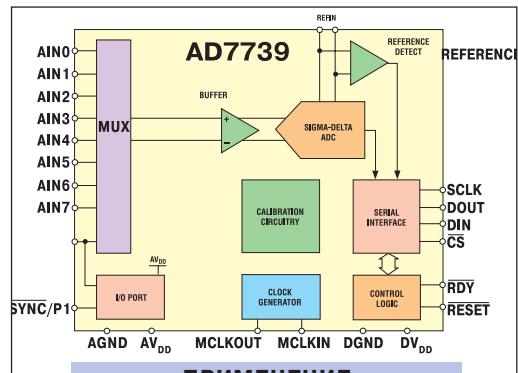 REFIN
AD7739
REFERENCE
DETECT
AIN0
AIN1
AIN2
AIN3
AIN4
AIN5
AIN6
AIN7
MUX
BUFFER
+
−
SIGMA-DELTA
ADC
CALIBRATION
CIRCUITRY
SERIAL
INTERFACE
SCLK
DOUT
DIN
CS
AVDD
I/O PORT
SYNC/P1
CLOCK
GENERATOR
CONTROL
LOGIC
RDY
RESET
AGND
AVDD
MCLKOUT
MCLKIN
DGND
DVDD